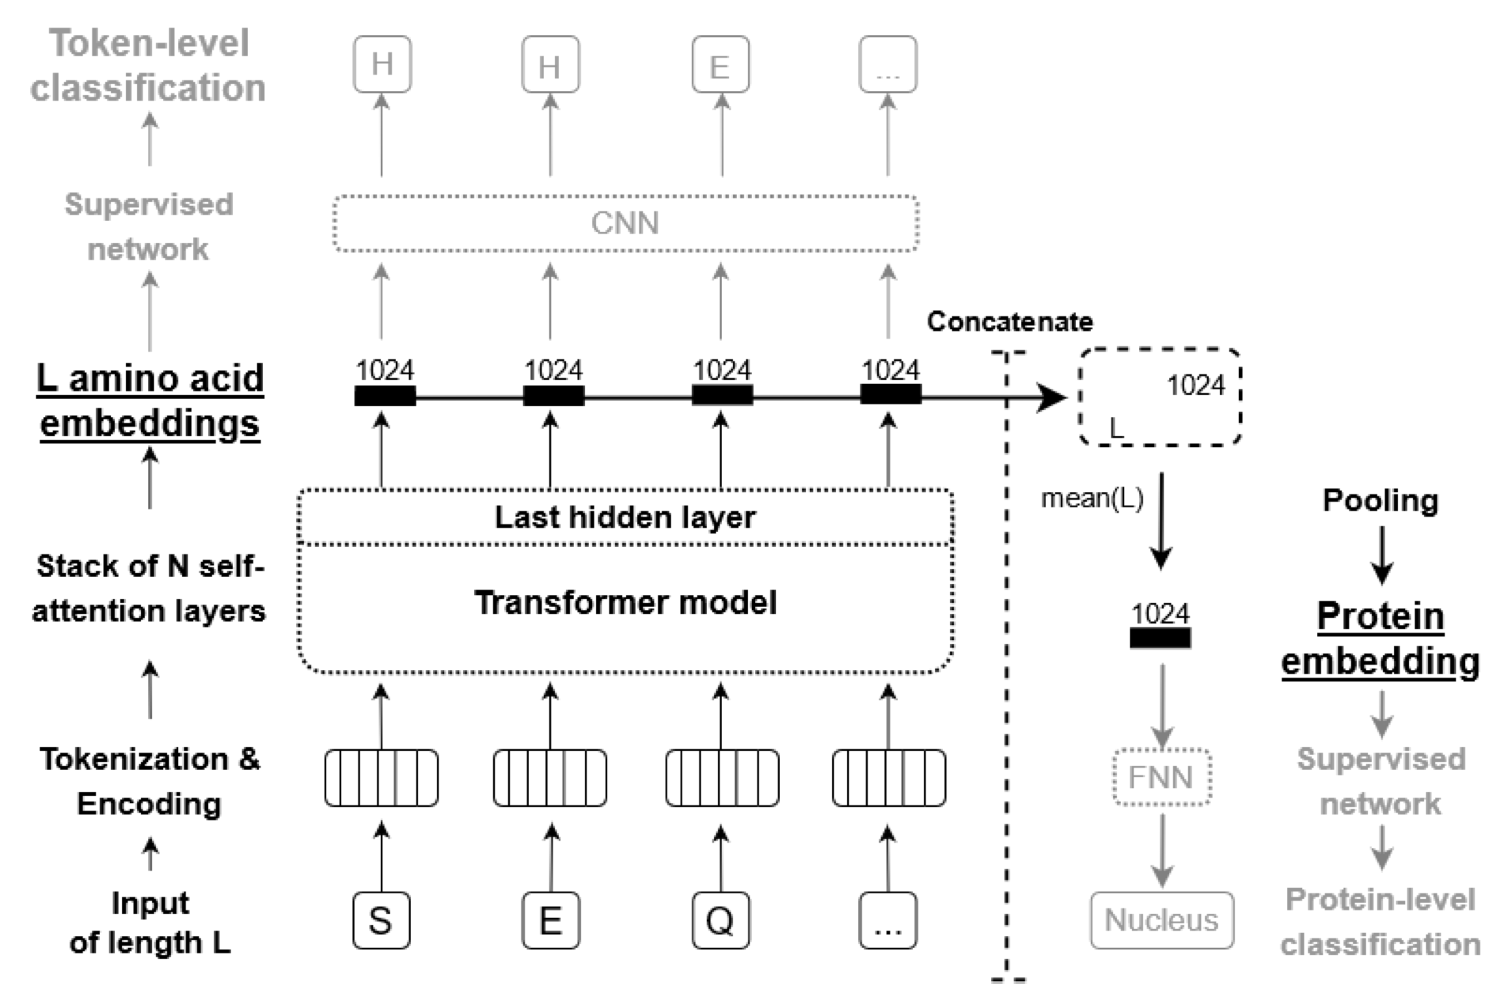 Token-level
classification
H H E ...
Supervised
network
CNN
Concatenate
L amino acid
embeddings
1024 1024 1024 1024
1024
L
Last hidden layer
mean(L)
Pooling
Stack of N self-
attention layers
Transformer model
1024
Protein
embedding
Tokenization &
Encoding
FNN
Supervised
network
Input
of length L
S E Q ...
Nucleus
Protein-level
classification